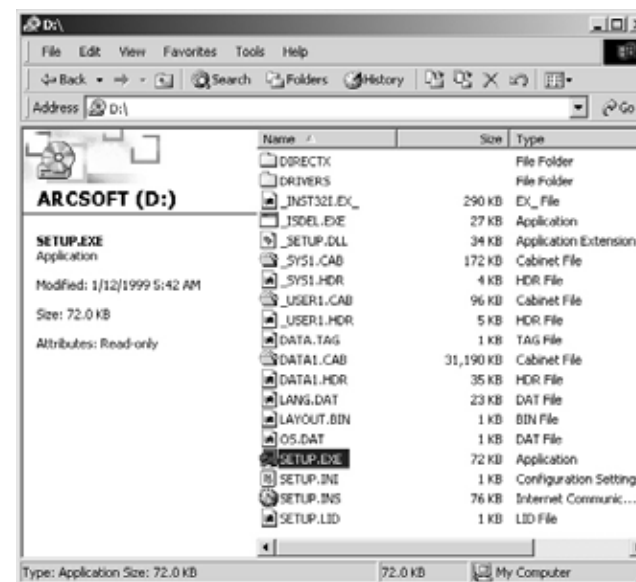 D:\
File Edit View Favorites Tools Help
Back Search Folders History
Address D:\ Go
ARCSOFT (D:)
SETUP.EXE
Application
Modified: 1/12/1999 5:42 AM
Size: 72.0 KB
Attributes: Read-only
Name Size Type
DIRECTX File Folder
DRIVERS File Folder
_INST32I.EX_ 290 KB EX_ File
_ISDEL.EXE 27 KB Application
_SETUP.DLL 34 KB Application Extension
_SYS1.CAB 172 KB Cabinet File
_SYS1.HDR 4 KB HDR File
_USER1.CAB 96 KB Cabinet File
_USER1.HDR 5 KB HDR File
DATA.TAG 1 KB TAG File
DATA1.CAB 31,190 KB Cabinet File
DATA1.HDR 35 KB HDR File
LANG.DAT 23 KB DAT File
LAYOUT.BIN 1 KB BIN File
OS.DAT 1 KB DAT File
SETUP.EXE 72 KB Application
SETUP.INI 1 KB Configuration Setting
SETUP.INS 76 KB Internet Communic...
SETUP.LID 1 KB LID File
Type: Application Size: 72.0 KB 72.0 KB My Computer